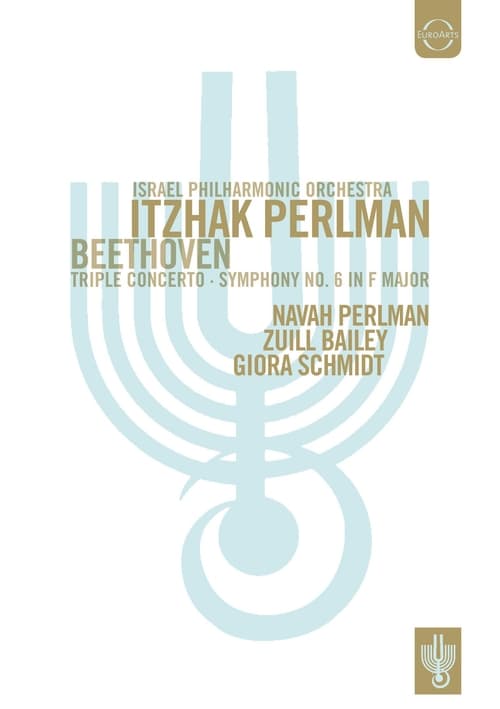 EUROARTS
ISRAEL PHILHARMONIC ORCHESTRA
ITZHAK PERLMAN
BEETHOVEN
TRIPLE CONCERTO · SYMPHONY NO. 6 IN F MAJOR
NAVAH PERLMAN
ZUILL BAILEY
GIORA SCHMIDT